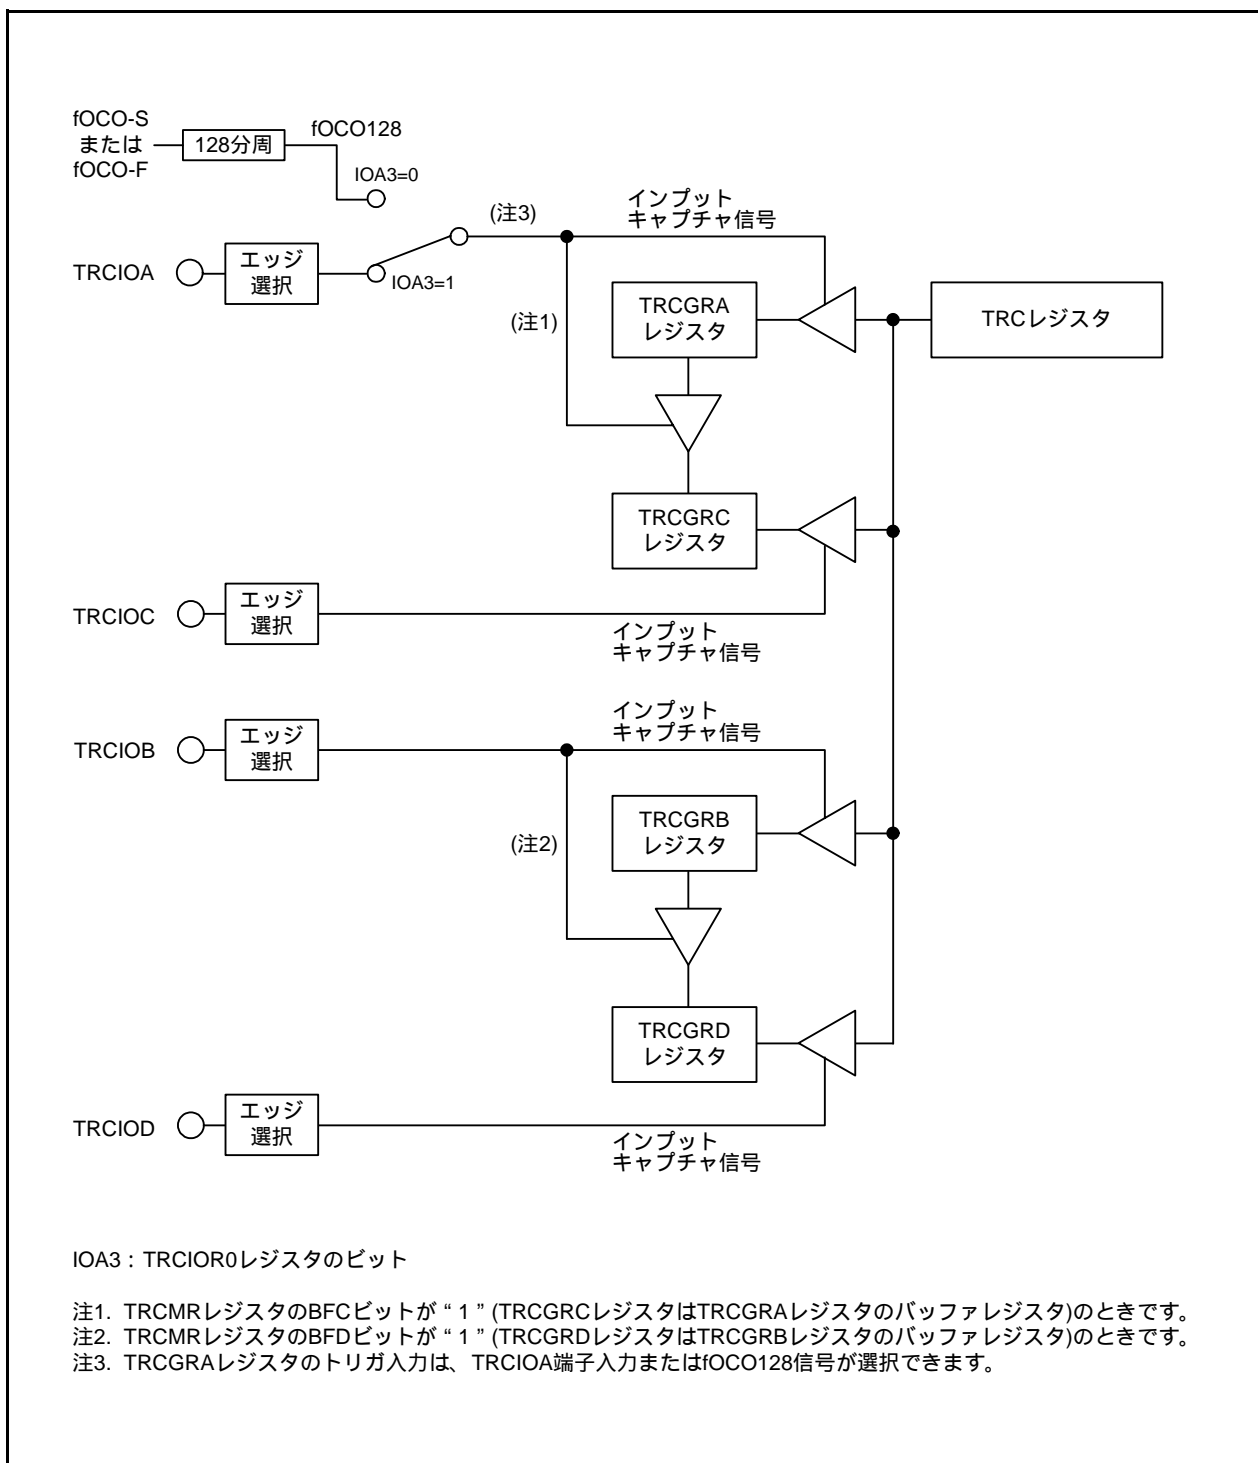 fOCO-S
または
fOCO-F
128分周
fOCO128
IOA3=0
(注3)
インプット
キャプチャ信号
TRCIOA
エッジ
選択
IOA3=1
(注1)
TRCGRA
レジスタ
TRCレジスタ
TRCGRC
レジスタ
TRCIOC
エッジ
選択
インプット
キャプチャ信号
インプット
キャプチャ信号
TRCIOB
エッジ
選択
(注2)
TRCGRB
レジスタ
TRCGRD
レジスタ
TRCIOD
エッジ
選択
インプット
キャプチャ信号
IOA3：TRCIOR0レジスタのビット
注1. TRCMRレジスタのBFCビットが“1”(TRCGRCレジスタはTRCGRAレジスタのバッファレジスタ)のときです。
注2. TRCMRレジスタのBFDビットが“1”(TRCGRDレジスタはTRCGRBレジスタのバッファレジスタ)のときです。
注3. TRCGRAレジスタのトリガ入力は、TRCIOA端子入力またはfOCO128信号が選択できます。